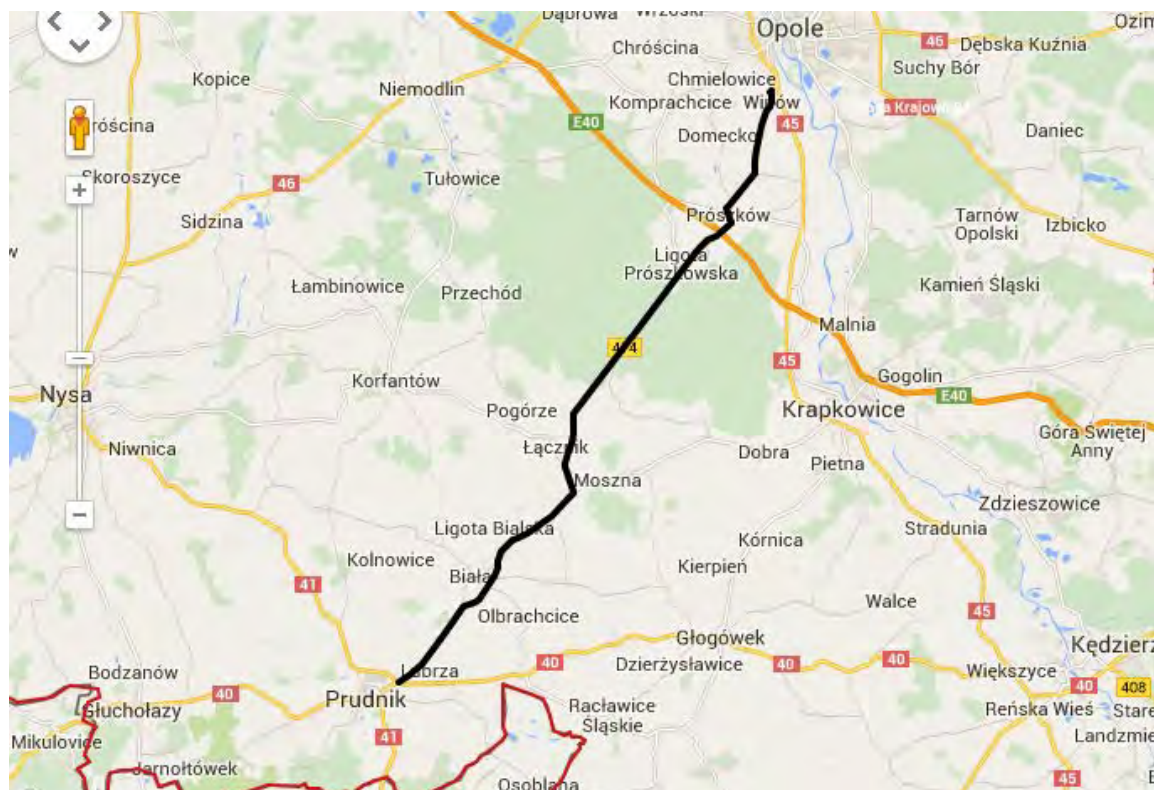 Dąbrowa
Opole
Ozim
Chróścina
46
Dębska Kuźnia
Kopice
Niemodlin
Chmielowice
Suchy Bór
Komprachcice
E40
45
Domecko
Daniec
Skoroszyce
46
Tułowice
Sidzina
Prószków
Tarnów
Opolski
Izbicko
Ligota
Prószkowska
Łambinowice
Przechód
Kamień Śląski
Malnia
45
Korfantów
Gogolin
Nysa
E40
Pogórze
Krapkowice
Niwnica
Łącznik
Dobra
Góra Świętej
Anny
Pietna
Moszna
Zdzieszowice
Ligota Bialska
Stradunia
Kolnowice
Kórnica
Biała
Kierpień
41
Walce
Olbrachcice
45
Głogówek
Kędzierz
Bodzanów
40
Dzierżysławice
40
Większyce
40
408
Prudnik
40
Głuchołazy
Racławice
Śląskie
Reńska Wieś
Stare
41
Mikulovice
Landzmie
Jarnołtówek
45
Osoblaha